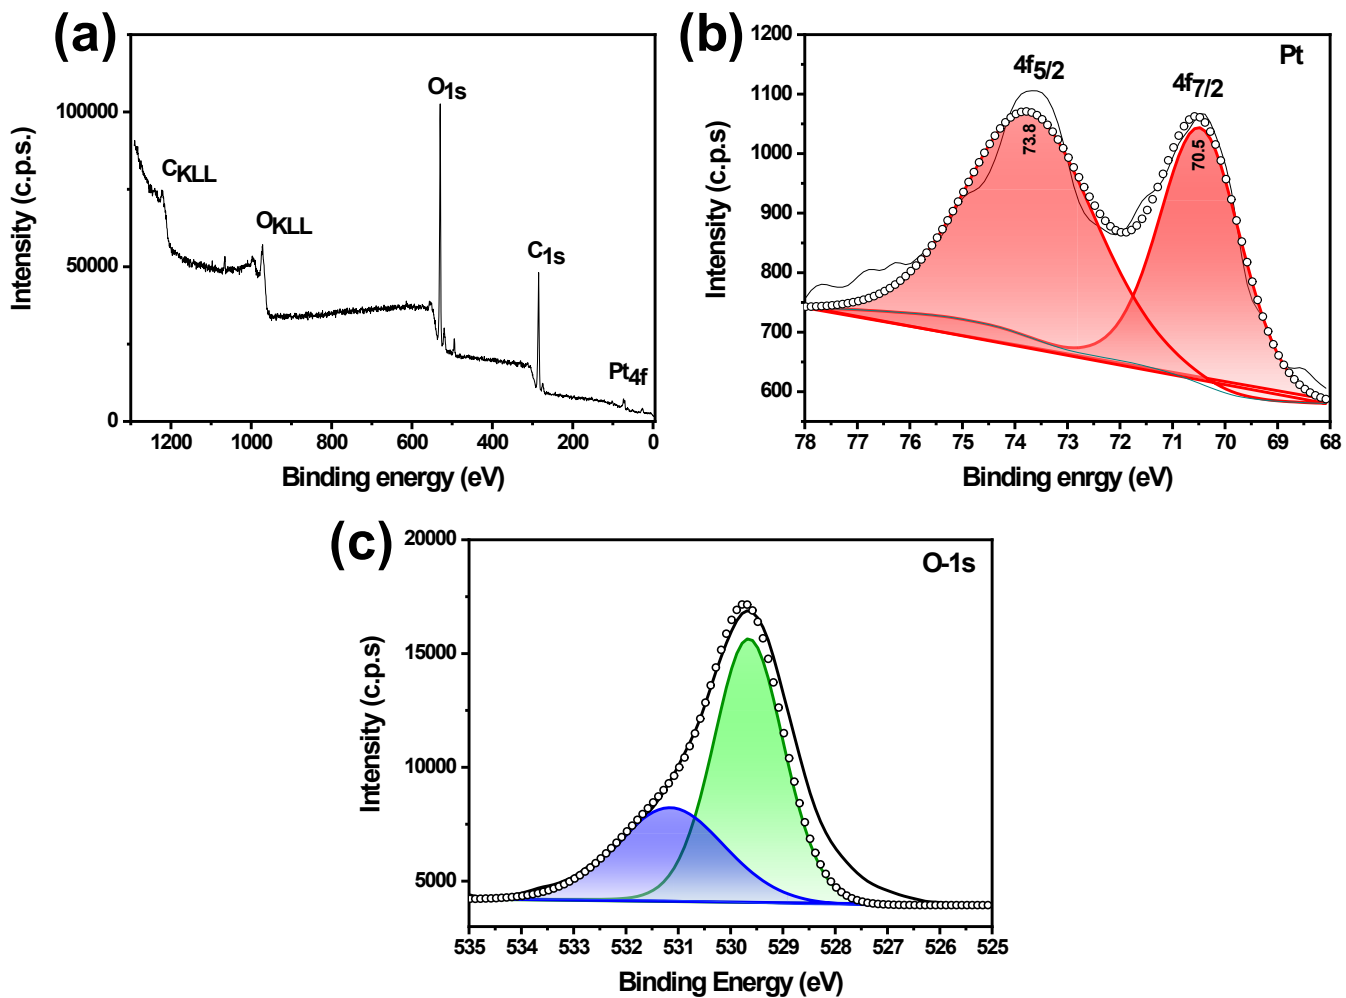 (a)
100000
50000
0
Intensity (c.p.s.)
CKLL
OKLL
O1s
C1s
Pt4f
1200 1000 800 600 400 200 0
Binding energy (eV)
(b)
1200
1100
1000
900
800
700
600
Intensity (c.p.s)
Pt
4f5/2
4f7/2
73.8
70.5
78 77 76 75 74 73 72 71 70 69 68
Binding enrgy (eV)
(c)
20000
15000
10000
5000
Intensity (c.p.s)
O-1s
535 534 533 532 531 530 529 528 527 526 525
Binding Energy (eV)